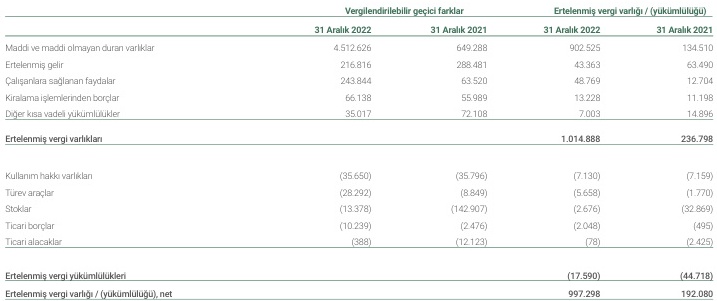 Vergilendirilebilir geçici farklar Ertelenmiş vergi varlığı / (yükümlülüğü)
31 Aralık 2022 31 Aralık 2021 31 Aralık 2022 31 Aralık 2021
Maddi ve maddi olmayan duran varlıklar 4.512.626 649.288 902.525 134.510
Ertelenmiş gelir 216.816 288.481 43.363 63.490
Çalışanlara sağlanan faydalar 243.844 63.520 48.769 12.704
Kiralama işlemlerinden borçlar 66.138 55.989 13.228 11.198
Diğer kısa vadeli yükümlülükler 35.017 72.108 7.003 14.896
Ertelenmiş vergi varlıkları 1.014.888 236.798
Kullanım hakkı varlıkları (35.650) (35.796) (7.130) (7.159)
Türev araçlar (28.292) (8.849) (5.658) (1.770)
Stoklar (13.378) (142.907) (2.676) (32.869)
Ticari borçlar (10.239) (2.476) (2.048) (495)
Ticari alacaklar (388) (12.123) (78) (2.425)
Ertelenmiş vergi yükümlülükleri (17.590) (44.718)
Ertelenmiş vergi varlığı / (yükümlülüğü), net 997.298 192.080